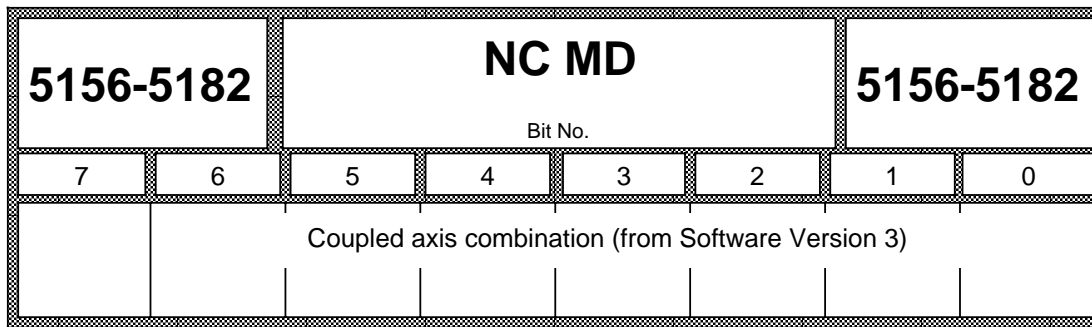 5156-5182 NC MD 5156-5182
Bit No.
7 6 5 4 3 2 1 0
Coupled axis combination (from Software Version 3)